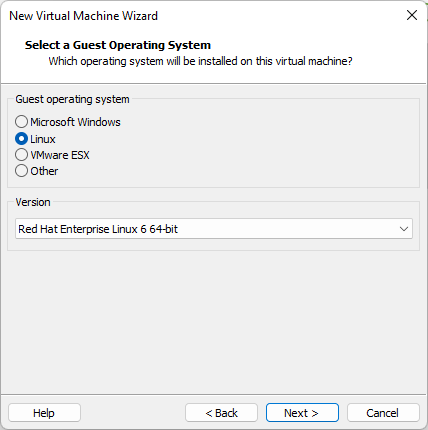 New Virtual Machine Wizard
Select a Guest Operating System
Which operating system will be installed on this virtual machine?
Guest operating system
Microsoft Windows
Linux
VMware ESX
Other
Version
Red Hat Enterprise Linux 6 64-bit
Help
< Back
Next >
Cancel